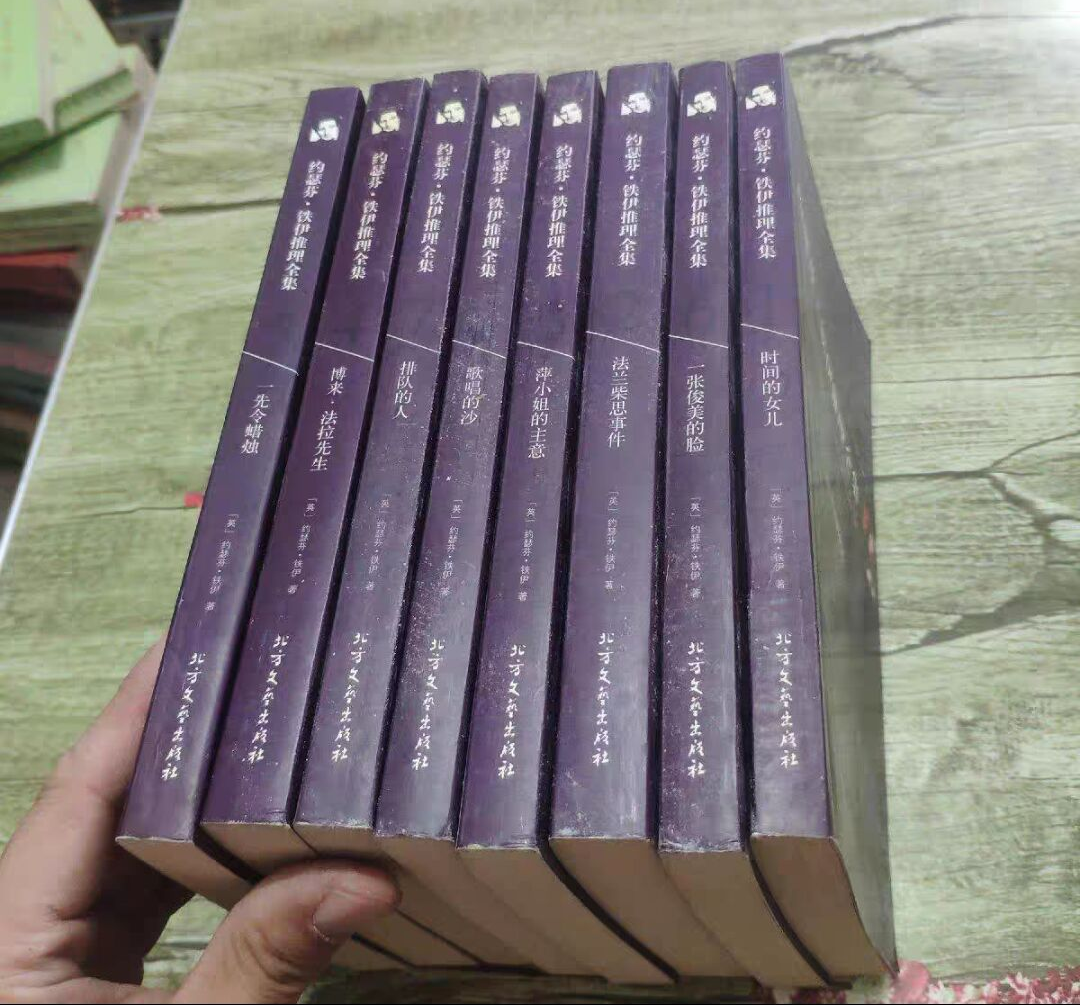 约瑟芬·铁伊推理全集
一先令蜡烛
[英] 约瑟芬·铁伊 著
北方文艺出版社
约瑟芬·铁伊推理全集
博来·法拉先生
[英] 约瑟芬·铁伊 著
北方文艺出版社
约瑟芬·铁伊推理全集
排队的人
[英] 约瑟芬·铁伊 著
北方文艺出版社
约瑟芬·铁伊推理全集
歌唱的沙
[英] 约瑟芬·铁伊 著
北方文艺出版社
约瑟芬·铁伊推理全集
萍小姐的主意
[英] 约瑟芬·铁伊 著
北方文艺出版社
约瑟芬·铁伊推理全集
法兰柴思事件
[英] 约瑟芬·铁伊 著
北方文艺出版社
约瑟芬·铁伊推理全集
一张俊美的脸
[英] 约瑟芬·铁伊 著
北方文艺出版社
约瑟芬·铁伊推理全集
时间的女儿
[英] 约瑟芬·铁伊 著
北方文艺出版社